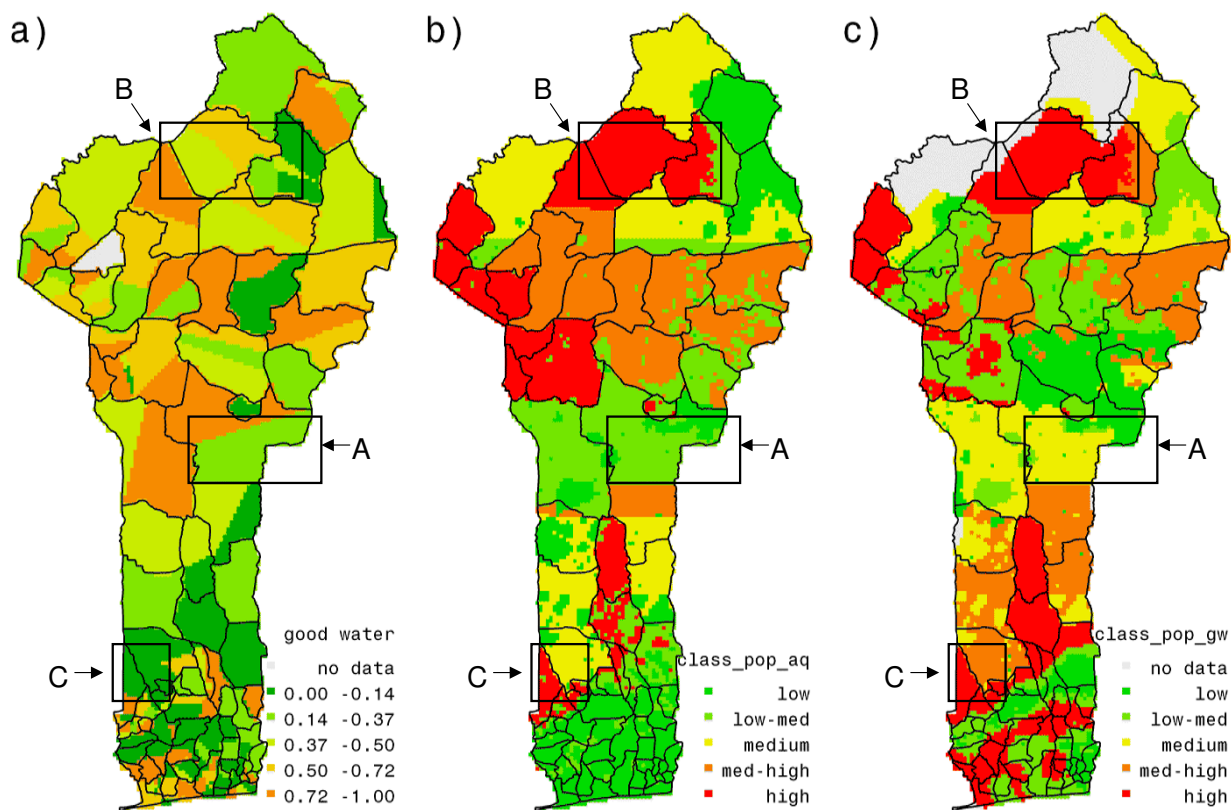 a)
b)
c)
B
B
B
A
A
A
C
C
C
good water
no data
0.00 -0.14
0.14 -0.37
0.37 -0.50
0.50 -0.72
0.72 -1.00
class_pop_aq
low
low-med
medium
med-high
high
class_pop_gw
no data
low
low-med
medium
med-high
high